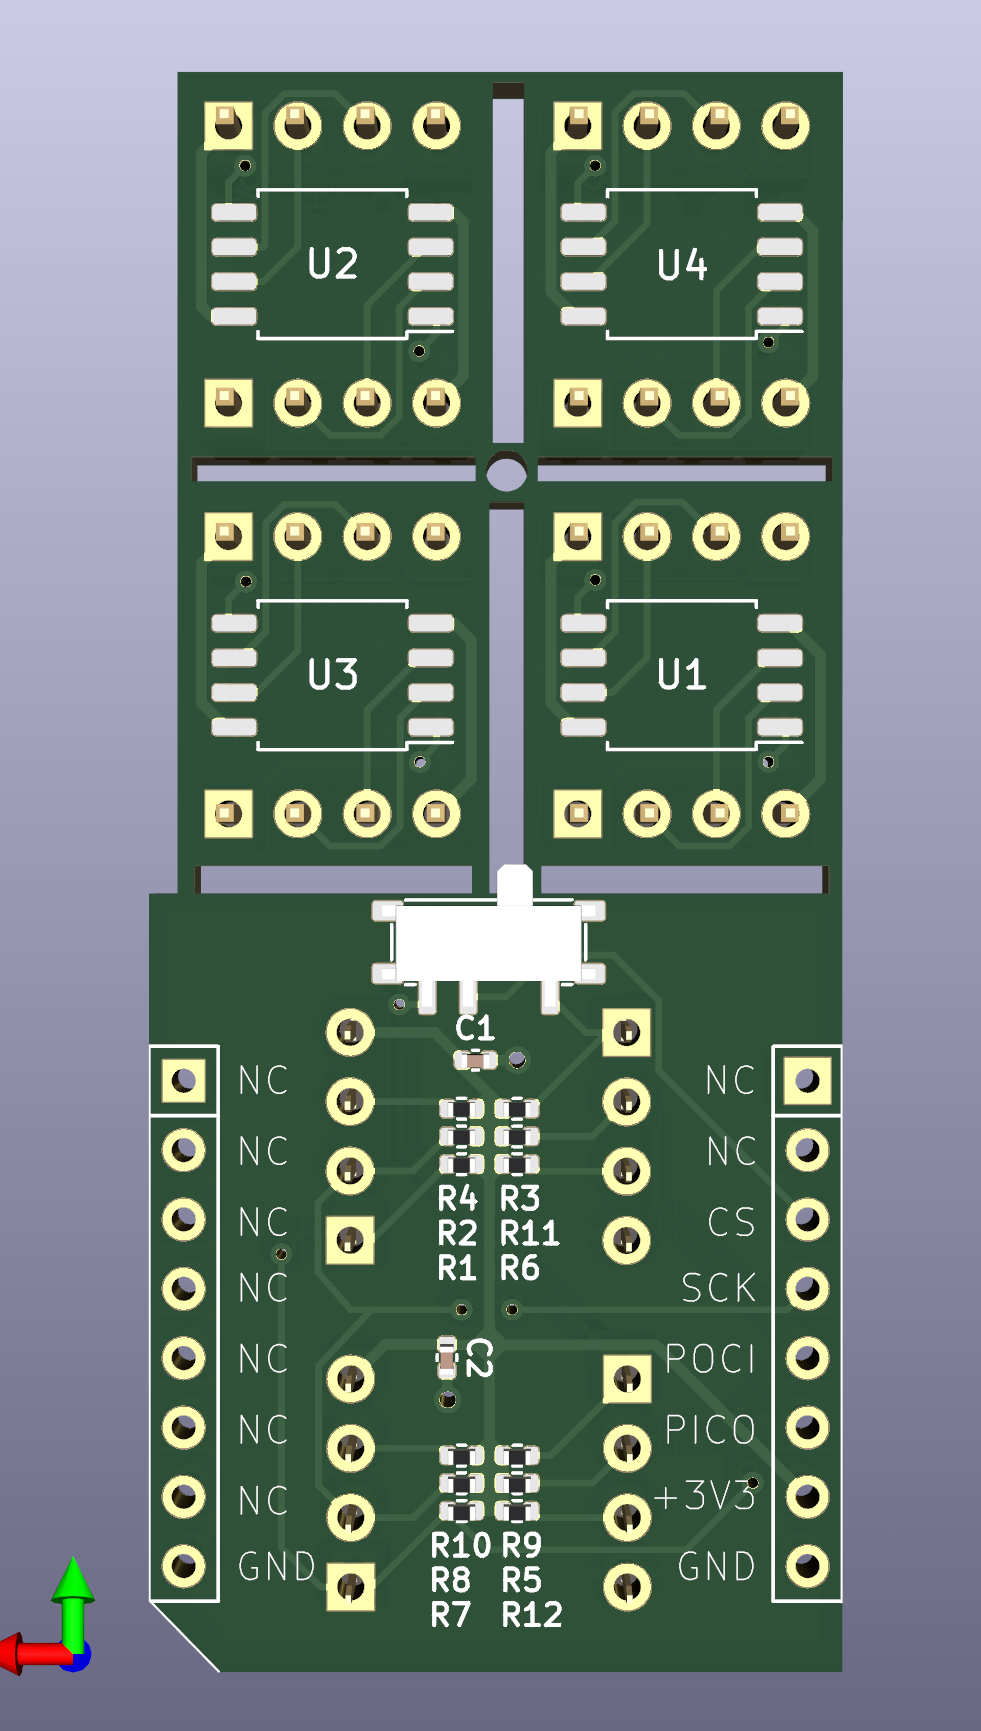 U2 U4
U3 U1
C1
NC NC
NC NC
NC CS
R4 R3
R2 R11
R1 R6
NC SCK
NC C2 POCI
NC PICO
NC +3V3
R10 R9
R8 R5
R7 R12
GND GND